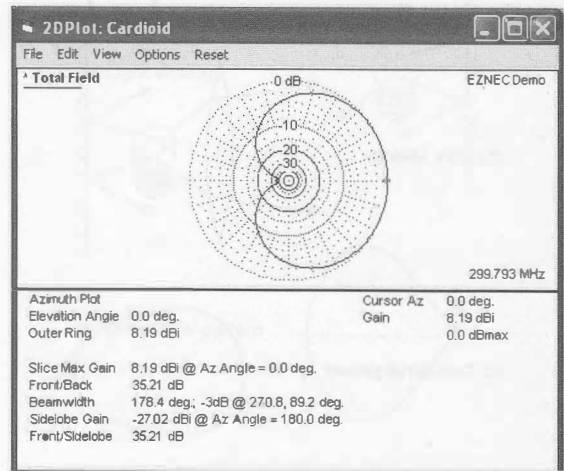 2DPlot: Cardioid
File Edit View Options Reset
* Total Field
0 dB
EZNEC Demo
-10
-20
-30
299.793 MHz
Azimuth Plot
Cursor Az 0.0 deg.
Elevation Angle 0.0 deg.
Gain 8.19 dBi
Outer Ring 8.19 dBi
0.0 dBmax
Slice Max Gain 8.19 dBi @ Az Angle = 0.0 deg.
Front/Back 35.21 dB
Beamwidth 178.4 deg.; -3dB @ 270.8, 89.2 deg.
Sidelobe Gain -27.02 dBi @ Az Angle = 180.0 deg.
Front/Sidelobe 35.21 dB